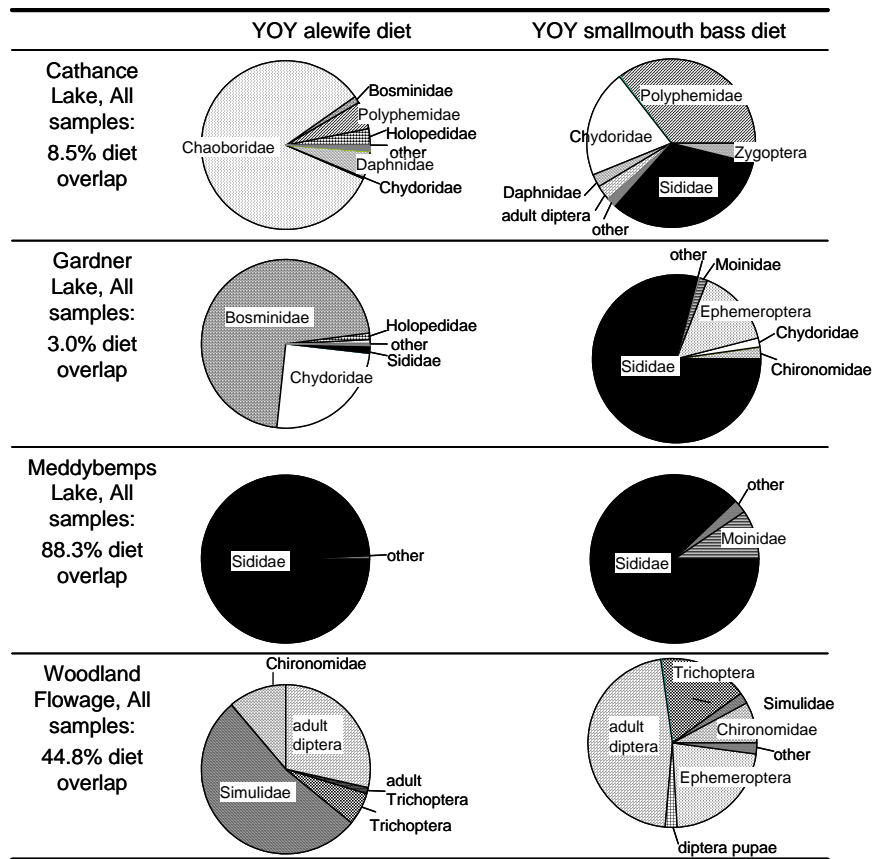 YOY alewife diet
YOY smallmouth bass diet
Cathance
Lake, All
samples:
8.5% diet
overlap
Bosminidae
Polyphemidae
Holopedidae
other
Daphnidae
Chydoridae
Chaoboridae
Polyphemidae
Chydoridae
Zygoptera
Daphnidae
Sididae
adult diptera
other
Gardner
Lake, All
samples:
3.0% diet
overlap
Bosminidae
Holopedidae
other
Sididae
Chydoridae
other
Moinidae
Ephemeroptera
Chydoridae
Sididae
Chironomidae
Meddybemps
Lake, All
samples:
88.3% diet
overlap
Sididae
other
other
Moinidae
Sididae
Woodland
Flowage, All
samples:
44.8% diet
overlap
Chironomidae
adult
diptera
Simulidae
adult
Trichoptera
Trichoptera
Trichoptera
Simulidae
adult
diptera
Chironomidae
other
Ephemeroptera
diptera pupae